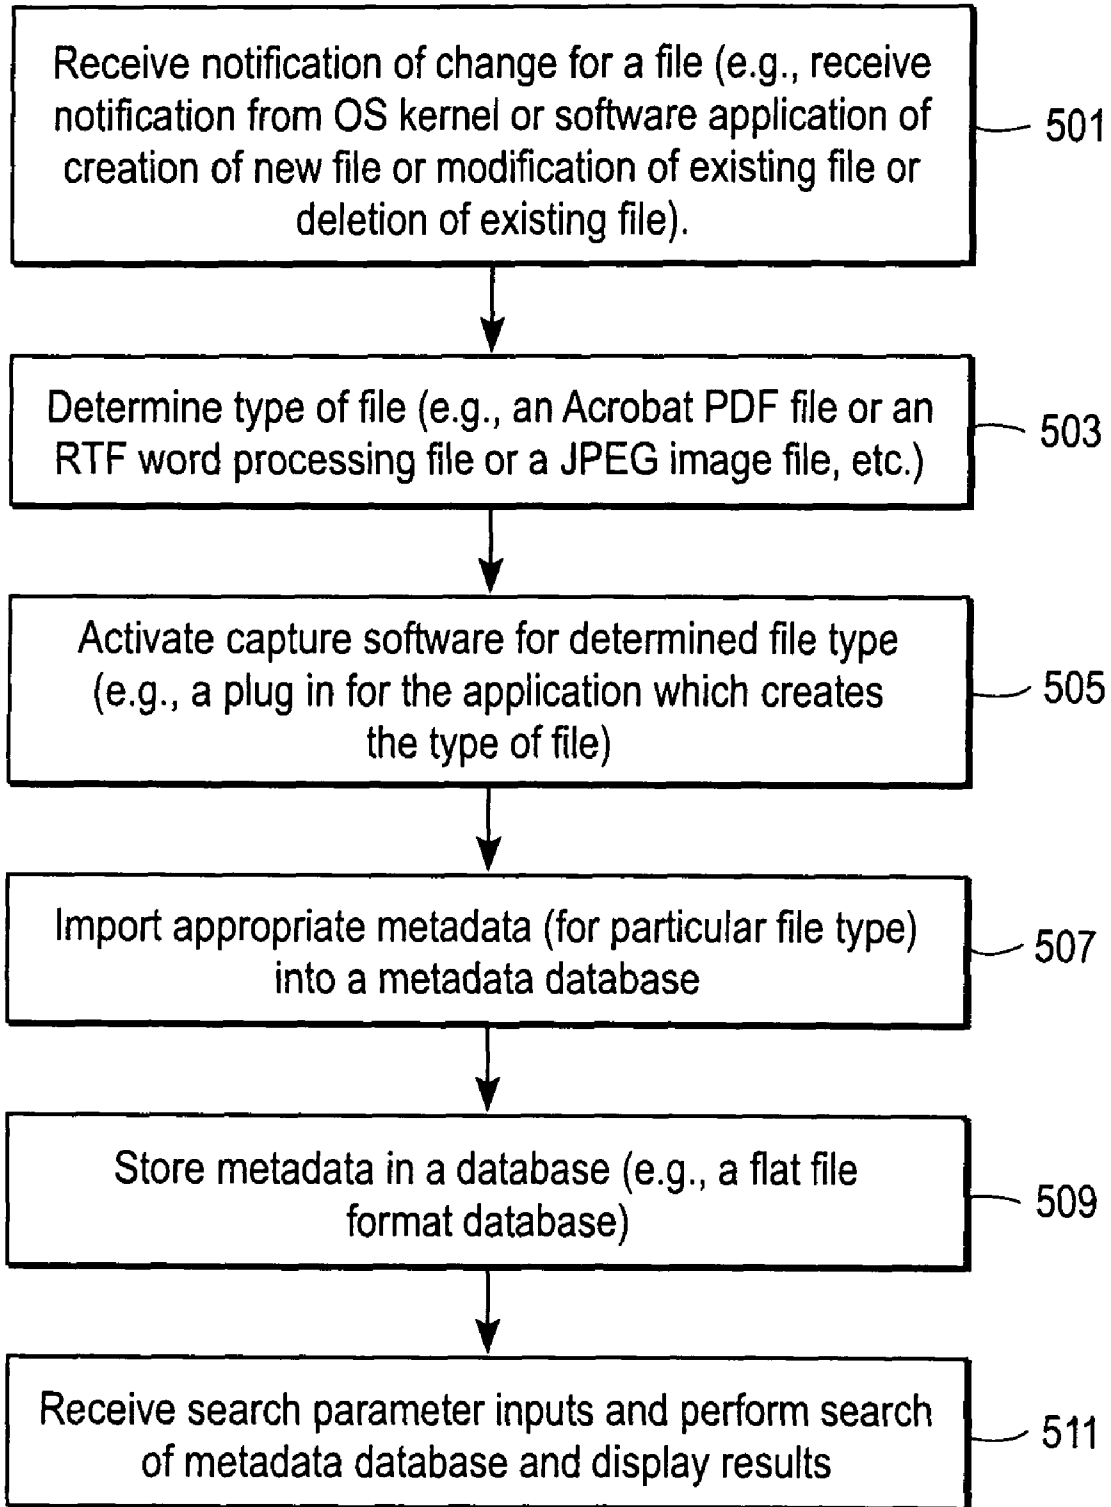 Receive notification of change for a file (e.g., receive
notification from OS kernel or software application of
creation of new file or modification of existing file or
deletion of existing file).
501
Determine type of file (e.g., an Acrobat PDF file or an
RTF word processing file or a JPEG image file, etc.)
503
Activate capture software for determined file type
(e.g., a plug in for the application which creates
the type of file)
505
Import appropriate metadata (for particular file type)
into a metadata database
507
Store metadata in a database (e.g., a flat file
format database)
509
Receive search parameter inputs and perform search
of metadata database and display results
511